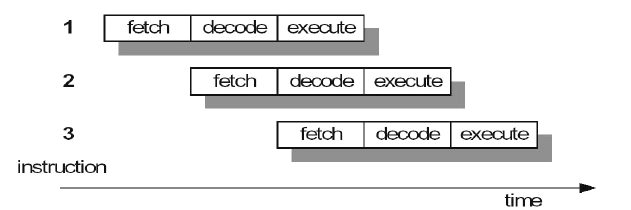 1 fetch decode execute
2 fetch decode execute
3 fetch decode execute
instruction
time